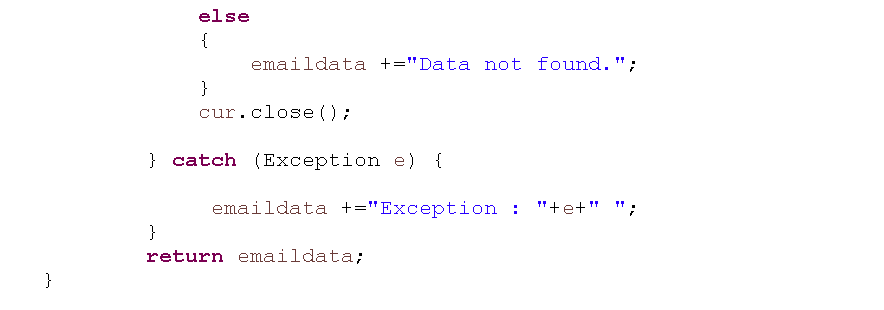 else
{
emaildata +="Data not found.";
}
cur.close();
} catch (Exception e) {
emaildata +="Exception : "+e+" ";
}
return emaildata;
}